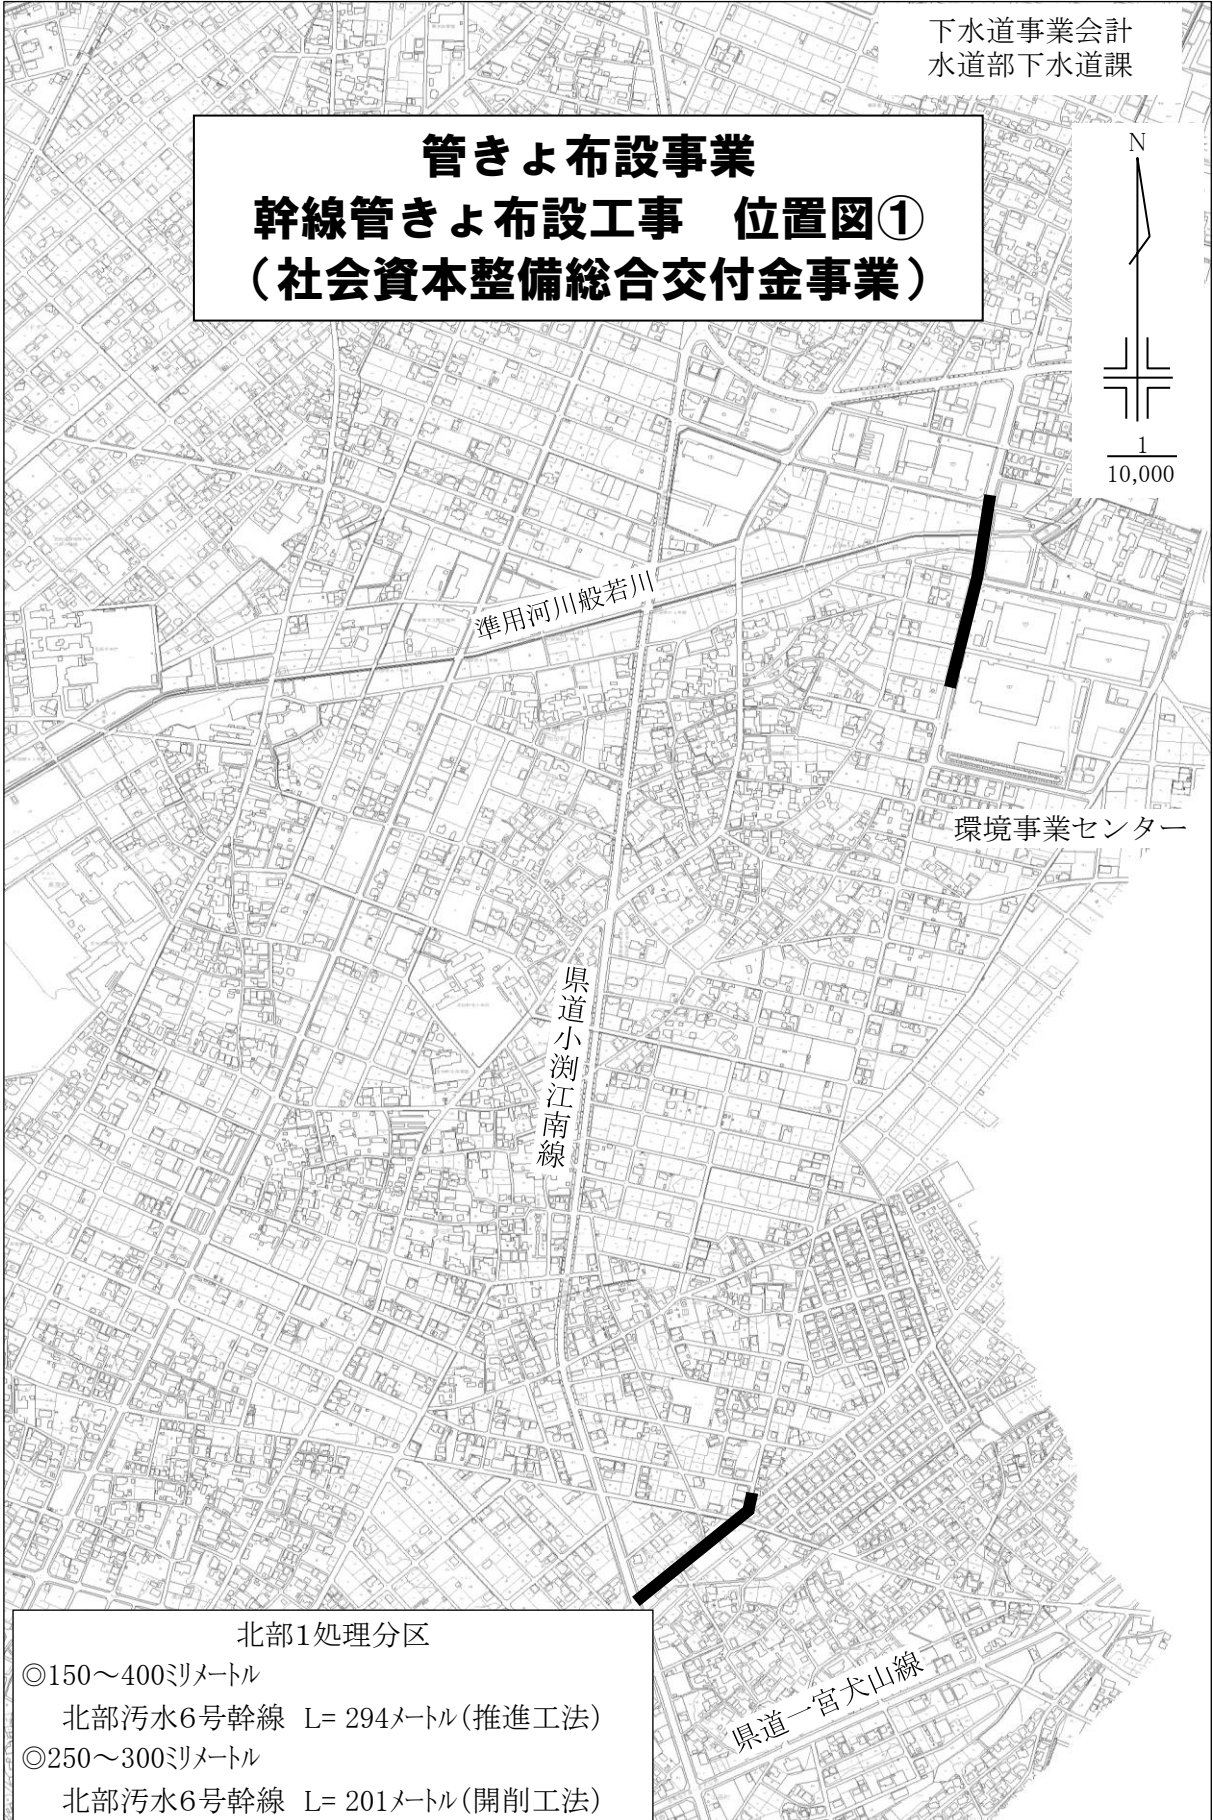 下水道事業会計
水道部下水道課
管きょ布設事業
幹線管きょ布設工事　位置図①
（社会資本整備総合交付金事業）
N
1
10,000
準用河川般若川
環境事業センター
県道小渕江南線
県道一宮犬山線
北部1処理分区
◎150～400ミリメートル
北部汚水6号幹線 L= 294メートル(推進工法)
◎250～300ミリメートル
北部汚水6号幹線 L= 201メートル(開削工法)